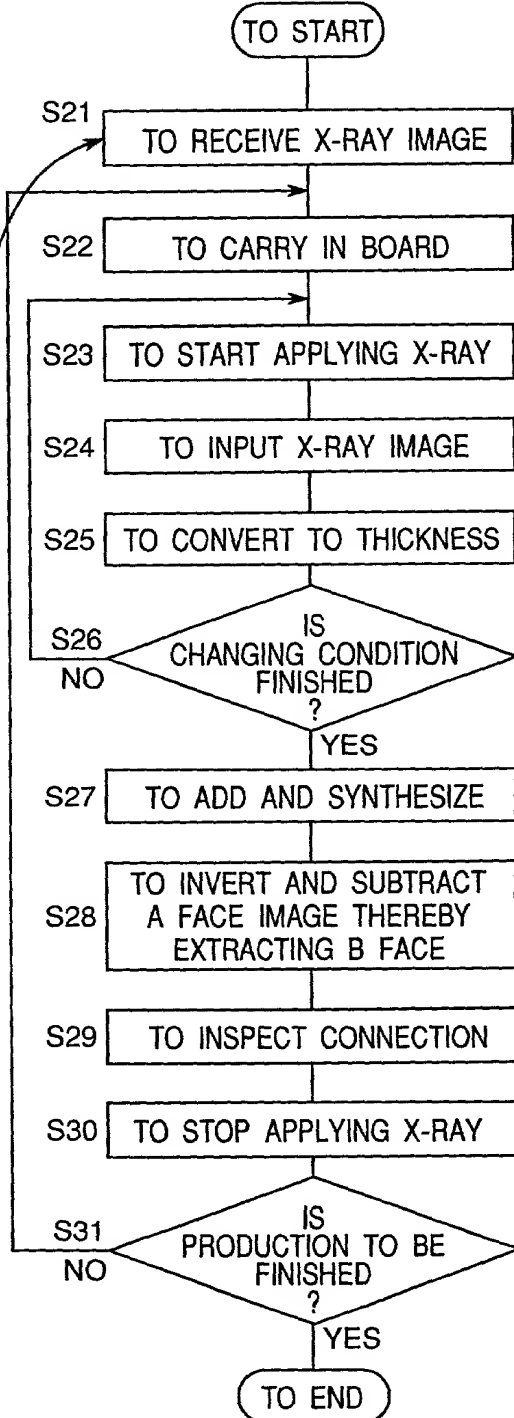 TO START
S21
TO RECEIVE X-RAY IMAGE
S22
TO CARRY IN BOARD
S23
TO START APPLYING X-RAY
S24
TO INPUT X-RAY IMAGE
S25
TO CONVERT TO THICKNESS
S26
IS
CHANGING CONDITION
FINISHED
?
NO
YES
S27
TO ADD AND SYNTHESIZE
S28
TO INVERT AND SUBTRACT
A FACE IMAGE THEREBY
EXTRACTING B FACE
S29
TO INSPECT CONNECTION
S30
TO STOP APPLYING X-RAY
S31
IS
PRODUCTION TO BE
FINISHED
?
NO
YES
TO END